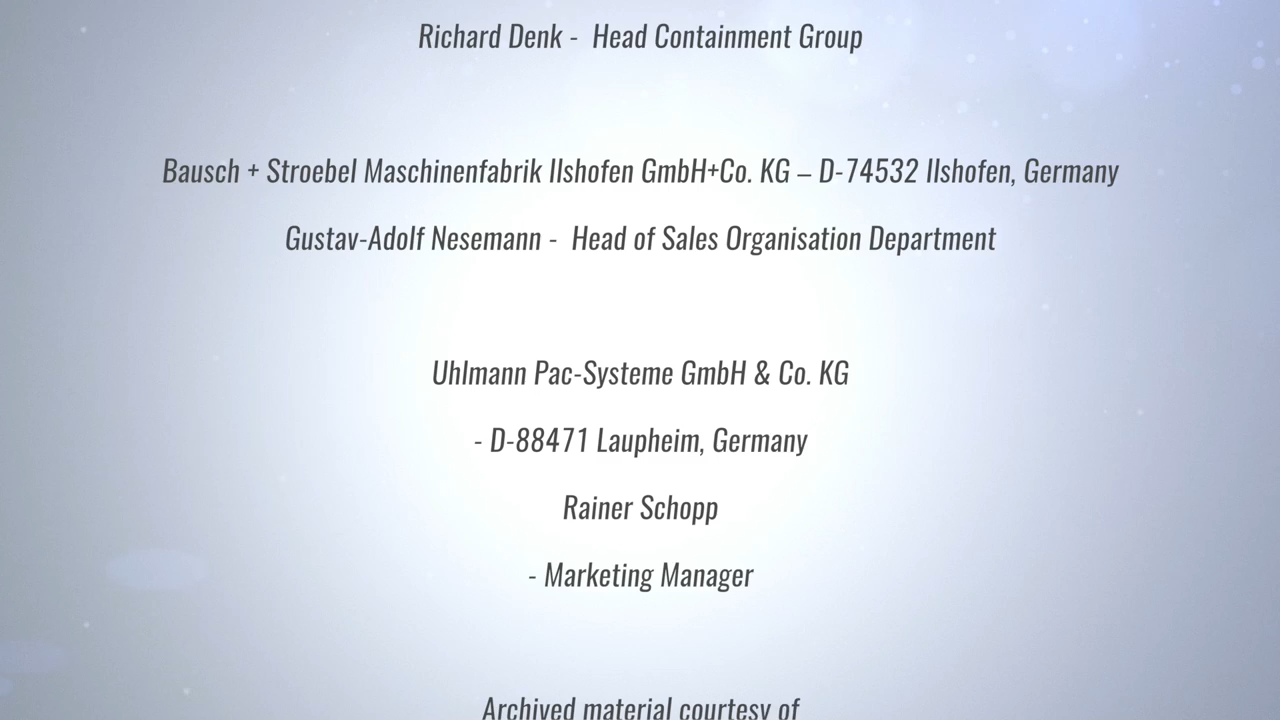 Richard Denk - Head Containment Group
Bausch + Stroebel Maschinenfabrik Ilshofen GmbH+Co. KG – D-74532 Ilshofen, Germany
Gustav-Adolf Nesemann - Head of Sales Organisation Department
Uhlmann Pac-Systeme GmbH & Co. KG
- D-88471 Laupheim, Germany
Rainer Schopp
- Marketing Manager
Archived material courtesy of